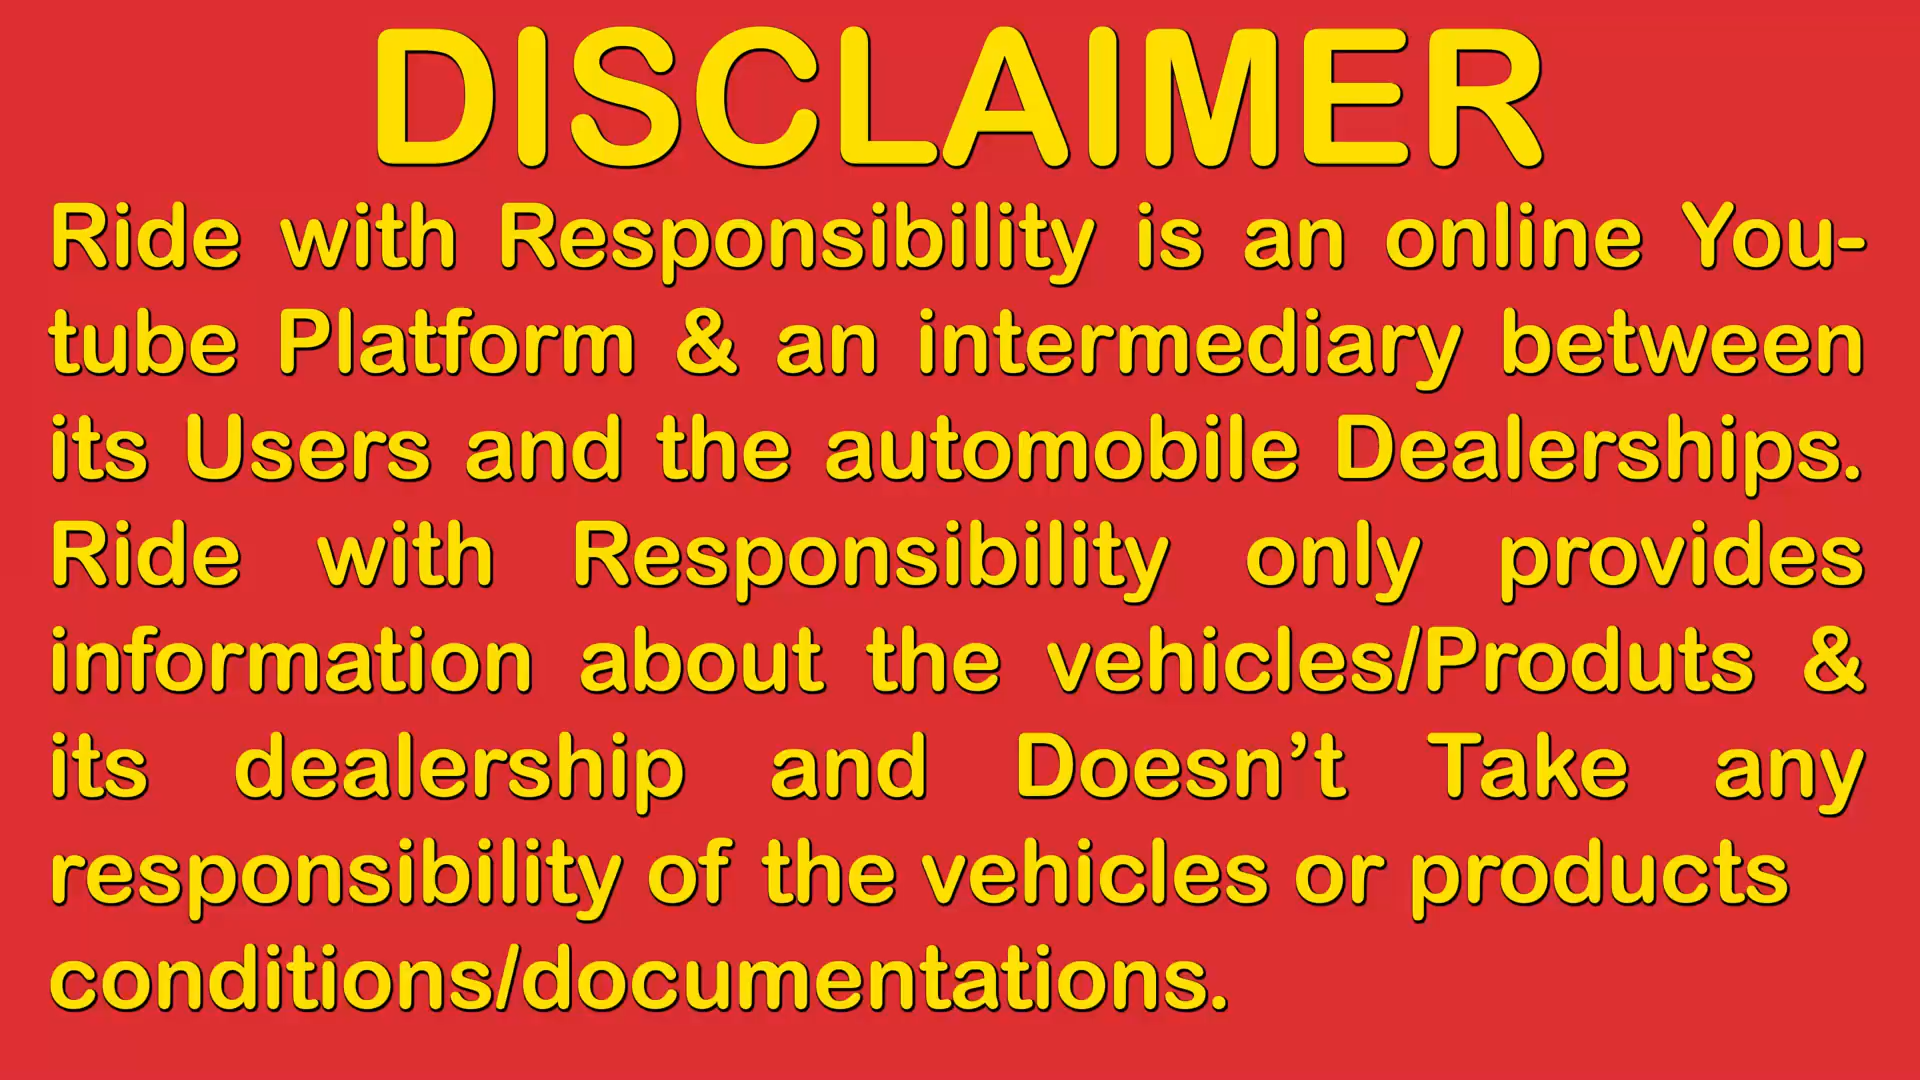 DISCLAIMER
Ride with Responsibility is an online You-
tube Platform & an intermediary between
its Users and the automobile Dealerships.
Ride with Responsibility only provides
information about the vehicles/Produts &
its dealership and Doesn’t Take any
responsibility of the vehicles or products
conditions/documentations.